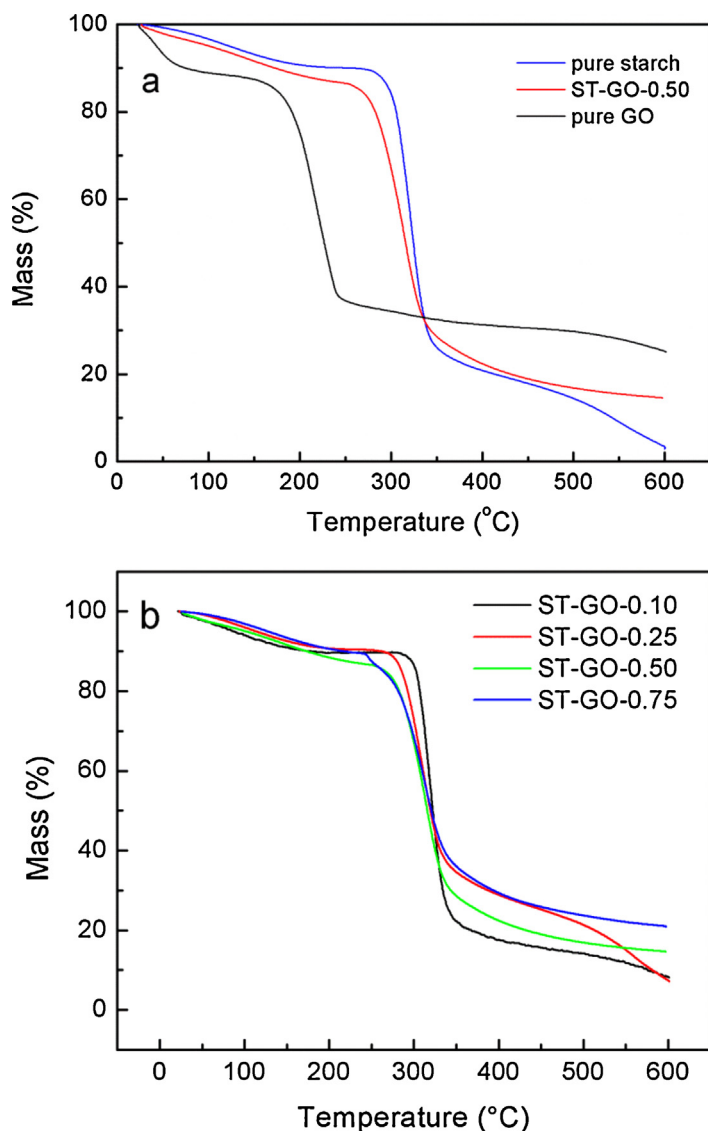 a
pure starch
ST-GO-0.50
pure GO
100
80
60
40
20
0
Mass (%)
0 100 200 300 400 500 600
Temperature (°C)
b
ST-GO-0.10
ST-GO-0.25
ST-GO-0.50
ST-GO-0.75
100
80
60
40
20
0
Mass (%)
0 100 200 300 400 500 600
Temperature (°C)